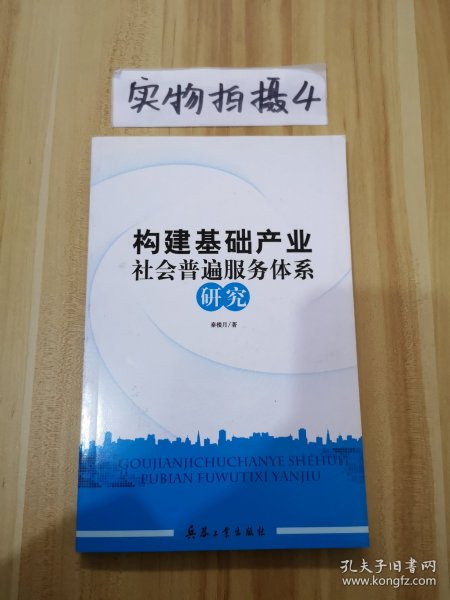 实物拍摄4
构建基础产业
社会普遍服务体系
研究
秦楼月/著
GOUJIANJICHUCHANYE SHEHUI
PUBIAN FUWUTIXI YANJIU
兵器工业出版社
孔夫子旧书网
www.kongfz.com